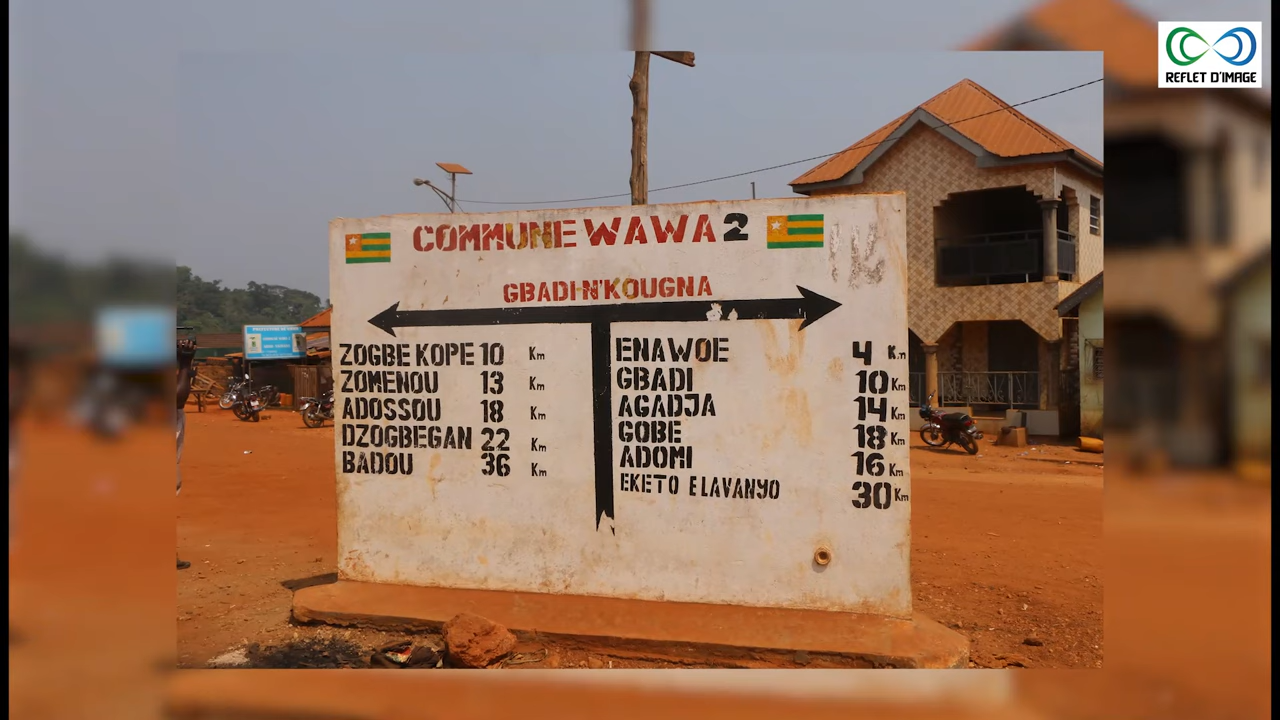 REFLET D'IMAGE
COMMUNE WAWA 2
GBADI-N'KOUGNA
ZOGBE KOPE 10 Km
ZOMENOU 13 Km
ADOSSOU 18 Km
DZOGBEGAN 22 Km
BADOU 36 Km
ENAWOE 4 Km
GBADI 10 Km
AGADJA 14 Km
GOBE 18 Km
ADOMI 16 Km
EKETO ELAVANYO 30 Km